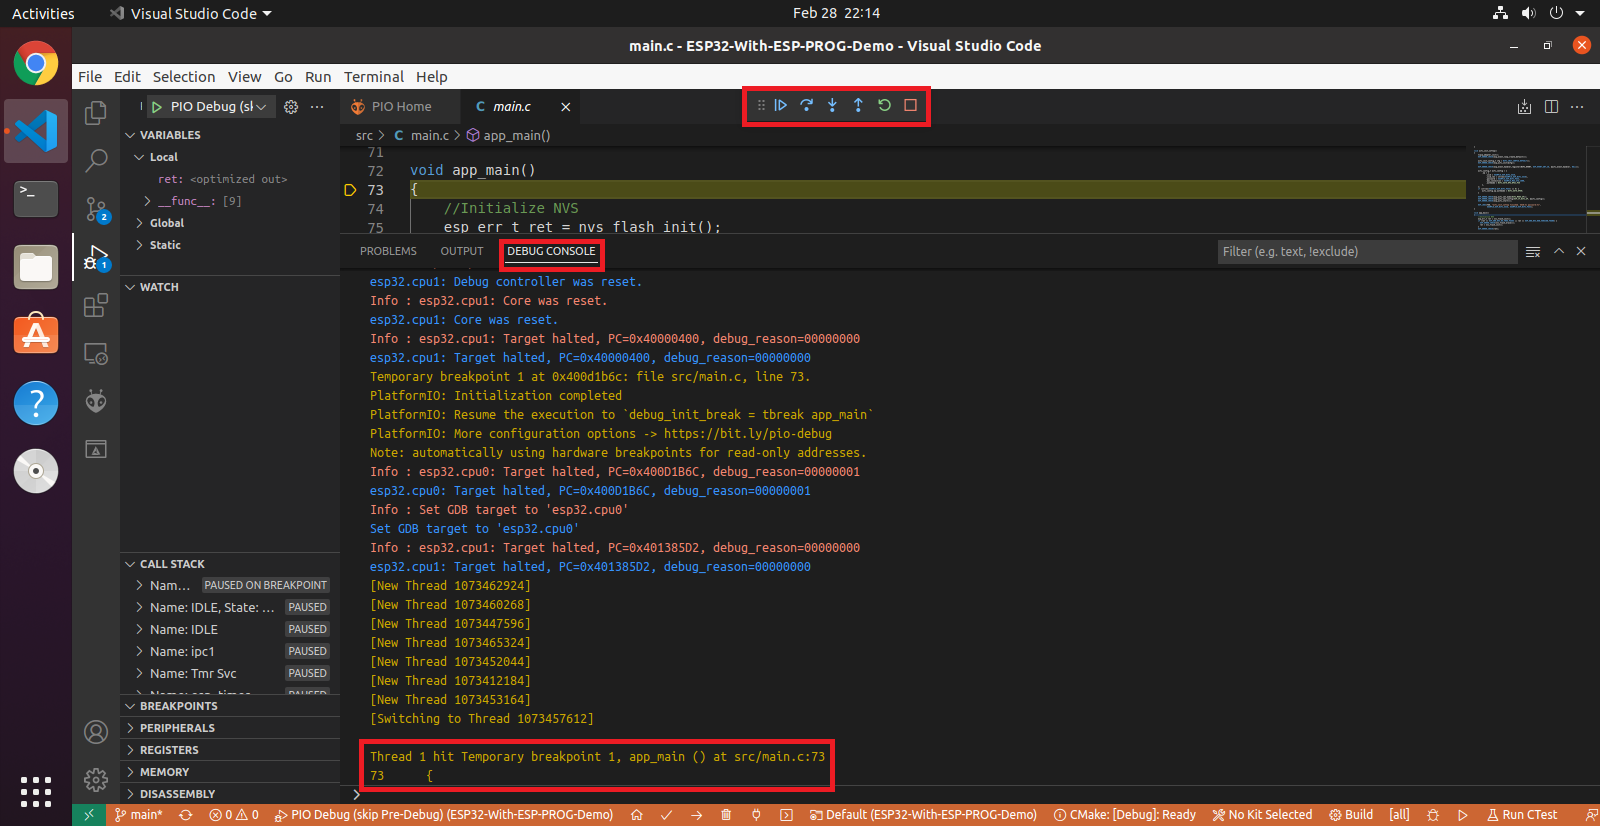 Activities
Visual Studio Code
Feb 28 22:14
main.c - ESP32-With-ESP-PROG-Demo - Visual Studio Code
File Edit Selection View Go Run Terminal Help
PIO Debug (sk
PIO Home
C main.c
src > C main.c > app_main()
VARIABLES
Local
ret: <optimized out>
__func__: [9]
Global
Static
WATCH
71
72 void app_main()
73 {
74 //Initialize NVS
75 esp_err_t ret = nvs_flash_init();
PROBLEMS OUTPUT DEBUG CONSOLE
Filter (e.g. text, !exclude)
esp32.cpu1: Debug controller was reset.
Info : esp32.cpu1: Core was reset.
esp32.cpu1: Core was reset.
Info : esp32.cpu1: Target halted, PC=0x40000400, debug_reason=00000000
esp32.cpu1: Target halted, PC=0x40000400, debug_reason=00000000
Temporary breakpoint 1 at 0x400d1b6c: file src/main.c, line 73.
PlatformIO: Initialization completed
PlatformIO: Resume the execution to `debug_init_break = tbreak app_main`
PlatformIO: More configuration options -> https://bit.ly/pio-debug
Note: automatically using hardware breakpoints for read-only addresses.
Info : esp32.cpu0: Target halted, PC=0x400D1B6C, debug_reason=00000001
esp32.cpu0: Target halted, PC=0x400D1B6C, debug_reason=00000001
Info : Set GDB target to 'esp32.cpu0'
Set GDB target to 'esp32.cpu0'
Info : esp32.cpu1: Target halted, PC=0x401385D2, debug_reason=00000000
esp32.cpu1: Target halted, PC=0x401385D2, debug_reason=00000000
[New Thread 1073462924]
[New Thread 1073460268]
[New Thread 1073447596]
[New Thread 1073465324]
[New Thread 1073452044]
[New Thread 1073412184]
[New Thread 1073453164]
[Switching to Thread 1073457612]
Thread 1 hit Temporary breakpoint 1, app_main () at src/main.c:73
73 {
CALL STACK
Nam... PAUSED ON BREAKPOINT
Name: IDLE, State: ... PAUSED
Name: IDLE PAUSED
Name: ipc1 PAUSED
Name: Tmr Svc PAUSED
BREAKPOINTS
PERIPHERALS
REGISTERS
MEMORY
DISASSEMBLY
2
1
main*
0 0
PIO Debug (skip Pre-Debug) (ESP32-With-ESP-PROG-Demo)
Default (ESP32-With-ESP-PROG-Demo)
CMake: [Debug]: Ready
No Kit Selected
Build
[all]
Run CTest